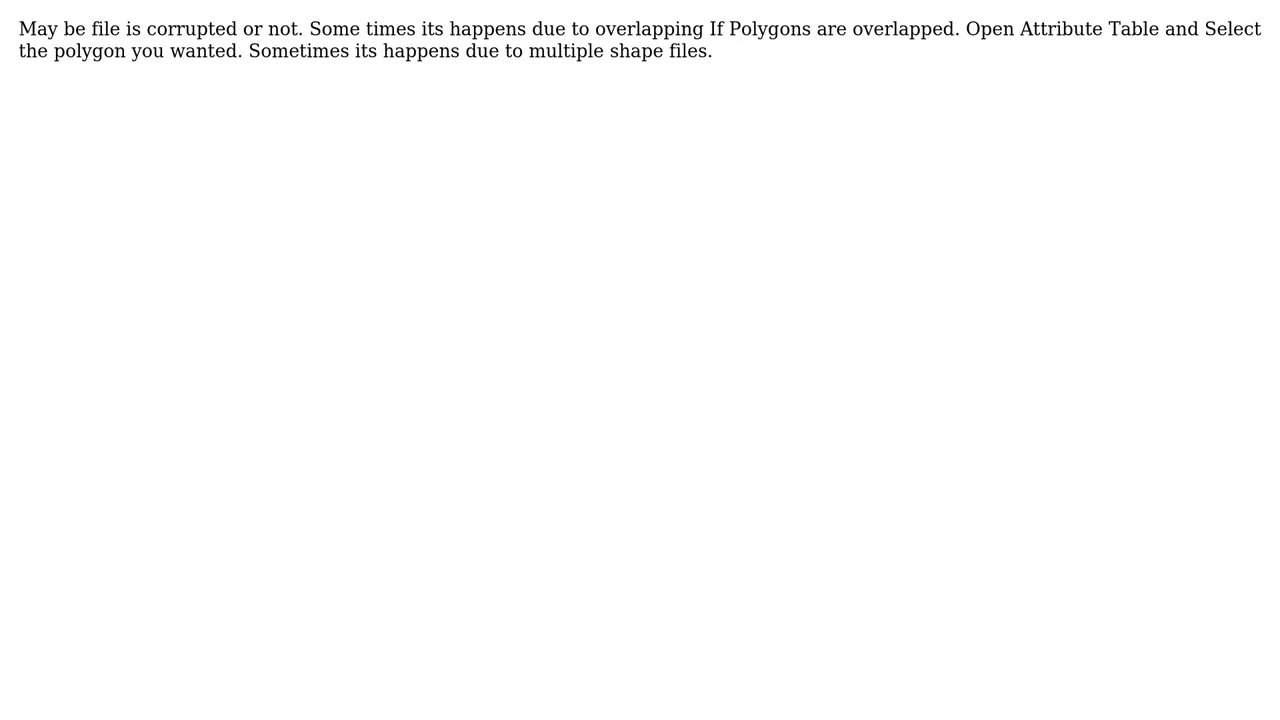 May be file is corrupted or not. Some times its happens due to overlapping If Polygons are overlapped. Open Attribute Table and Select
the polygon you wanted. Sometimes its happens due to multiple shape files.